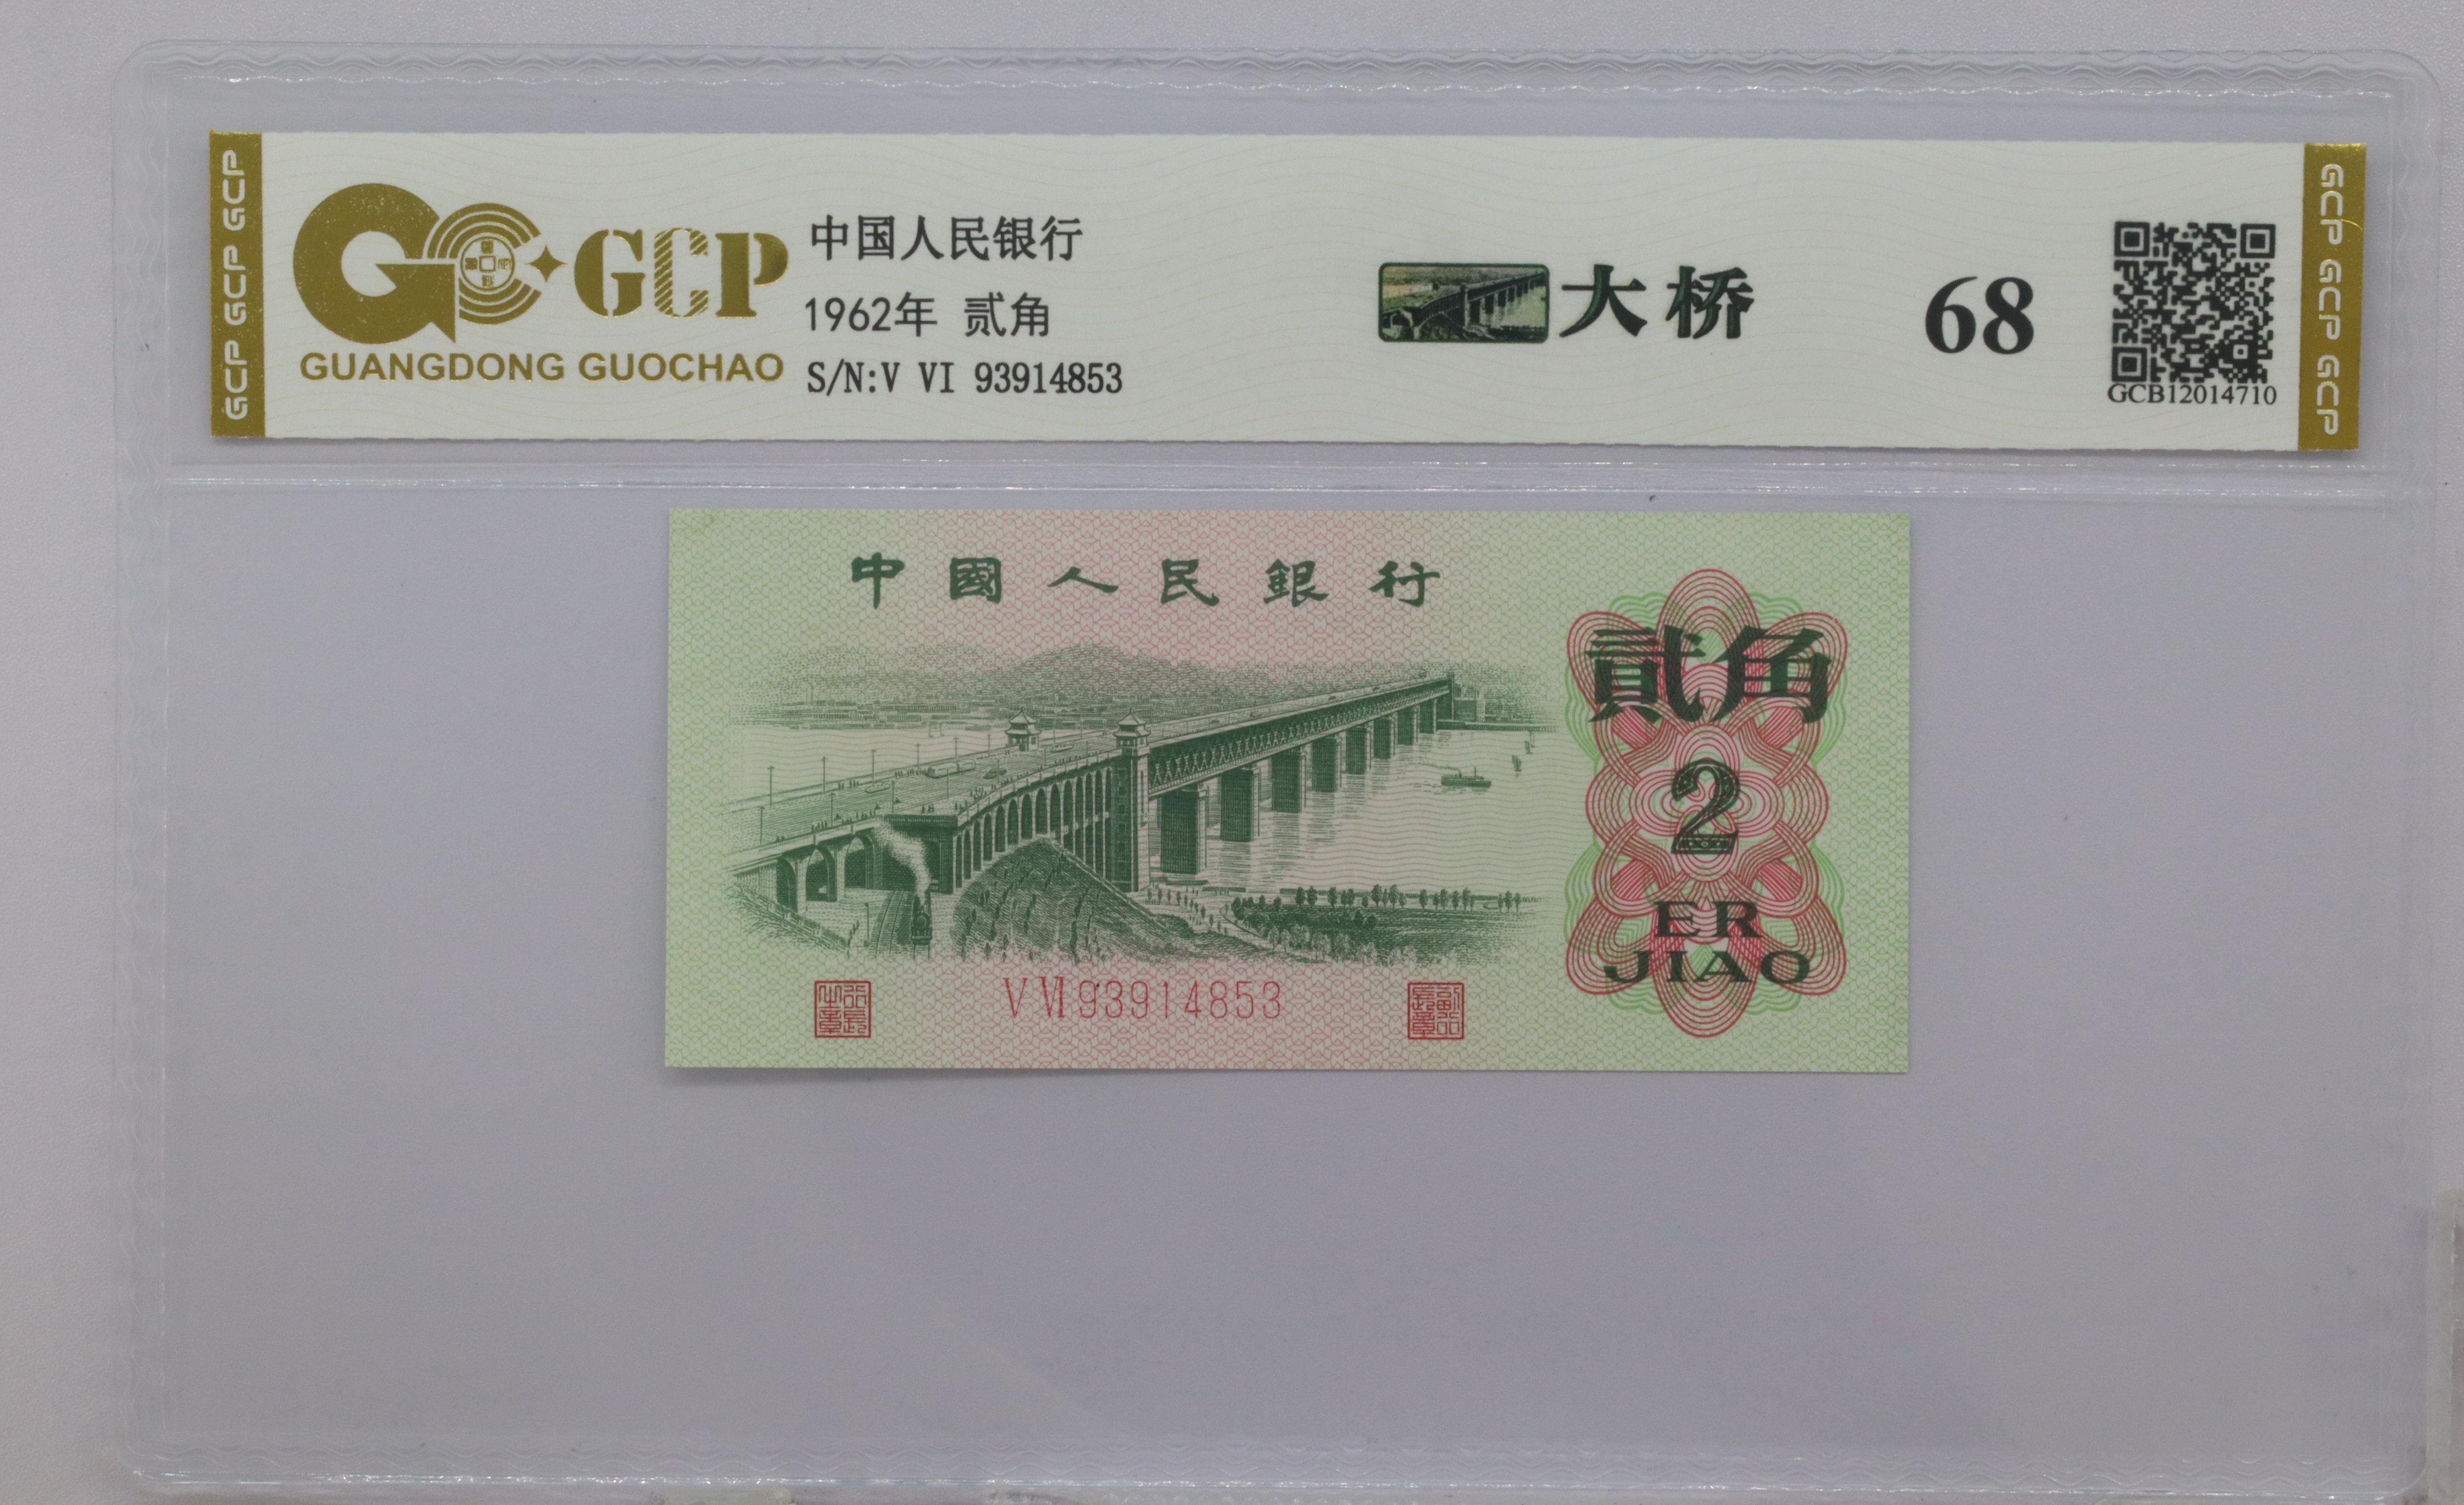 GCP GCP GCP
GCP
GUANGDONG GUOCHAO
中国人民银行
1962年 贰角
S/N:V VI 93914853
大桥
68
GCB12014710
GCP GCP GCP
中國人民銀行
貳角
2
ER
JIAO
V VI 93914853